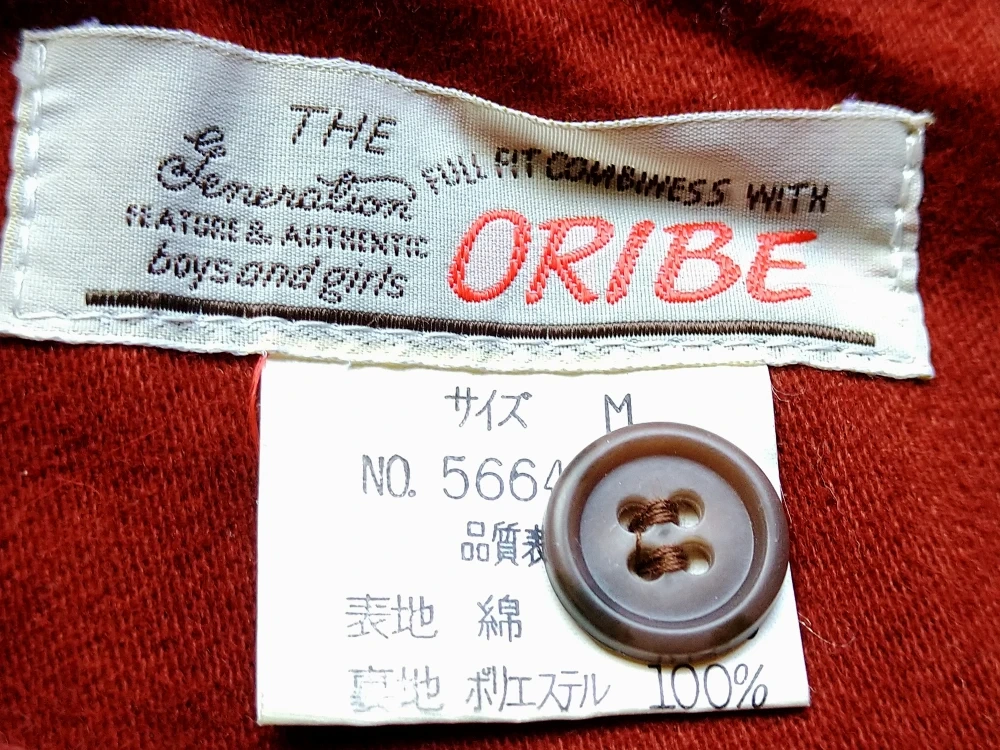 THE
Generation
FEATURE & AUTHENTIC
boys and girls
FULL FIT COMBINESS WITH
ORIBE
サイズ M
NO. 5664
品質表
表地 綿
裏地 ポリエステル 100%